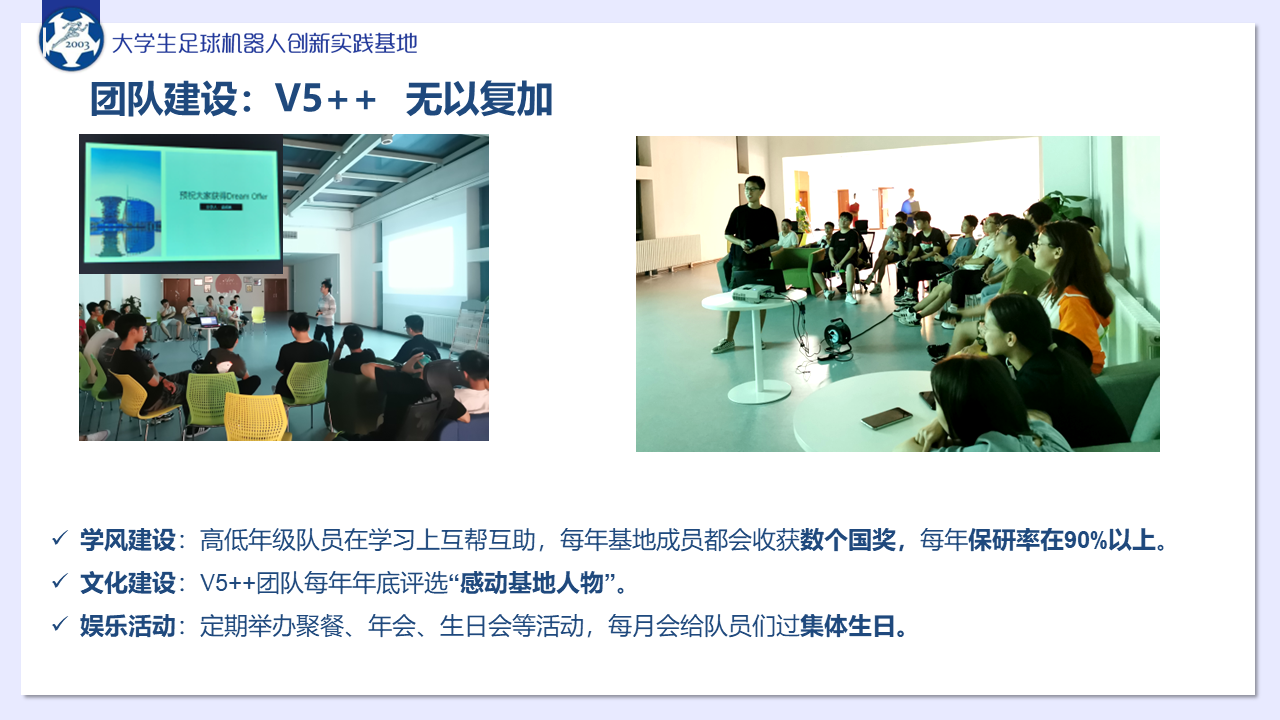 2003
大学生足球机器人创新实践基地
团队建设：V5++ 无以复加
预祝大家获得Dream Offer
✓ 学风建设：高低年级队员在学习上互帮互助，每年基地成员都会收获数个国奖，每年保研率在90%以上。
✓ 文化建设：V5++团队每年年底评选“感动基地人物”。
✓ 娱乐活动：定期举办聚餐、年会、生日会等活动，每月会给队员们过集体生日。